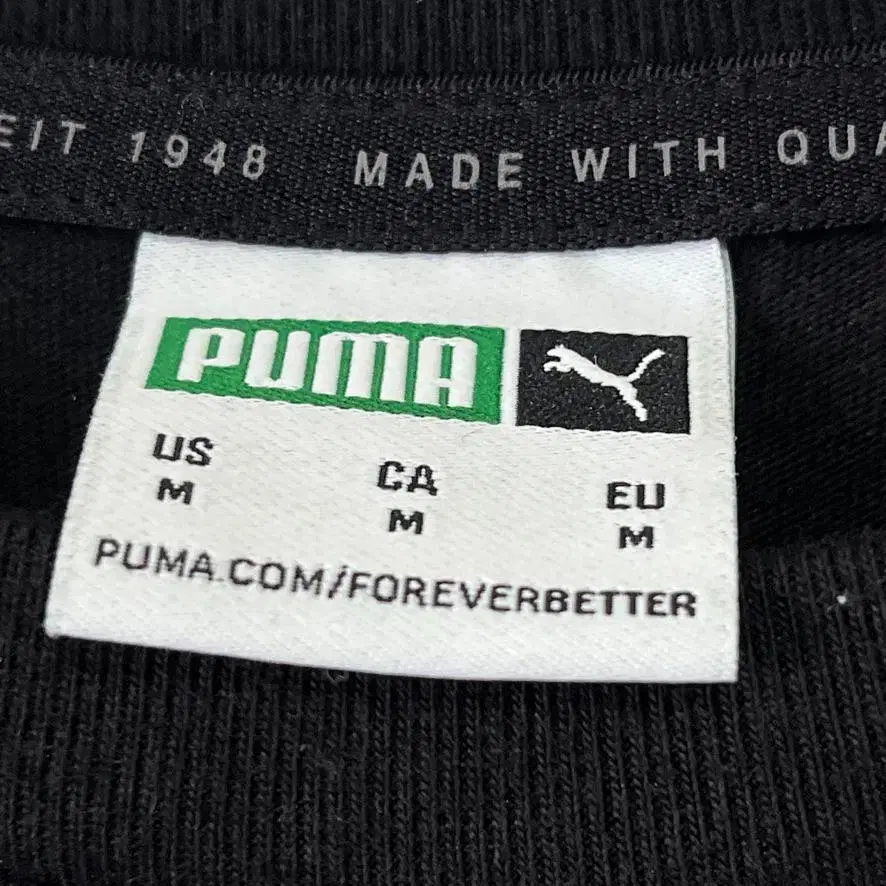 EIT 1948 MADE WITH QUA
PUMA
US CA EU
M M M
PUMA.COM/FOREVERBETTER